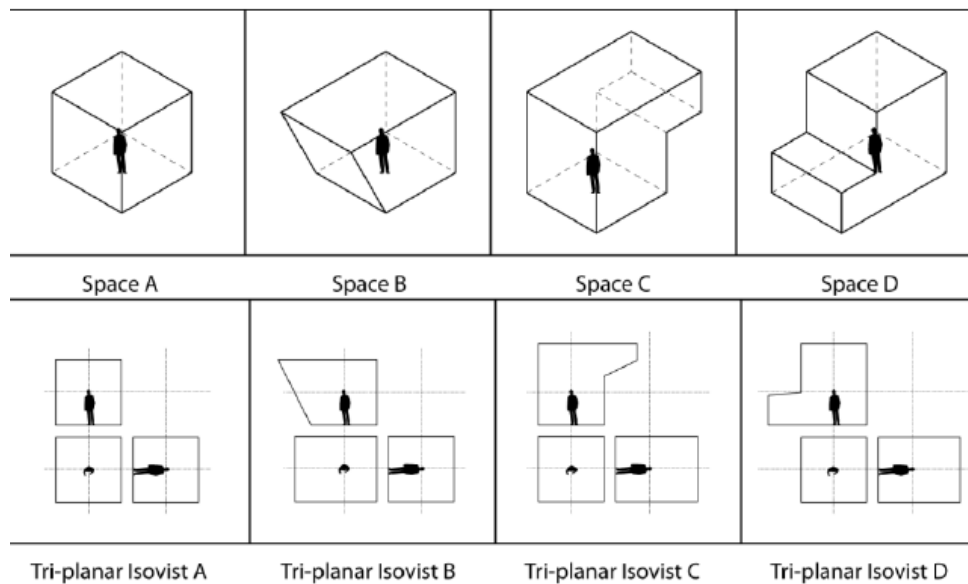 Space A
Space B
Space C
Space D
Tri-planar Isovist A
Tri-planar Isovist B
Tri-planar Isovist C
Tri-planar Isovist D